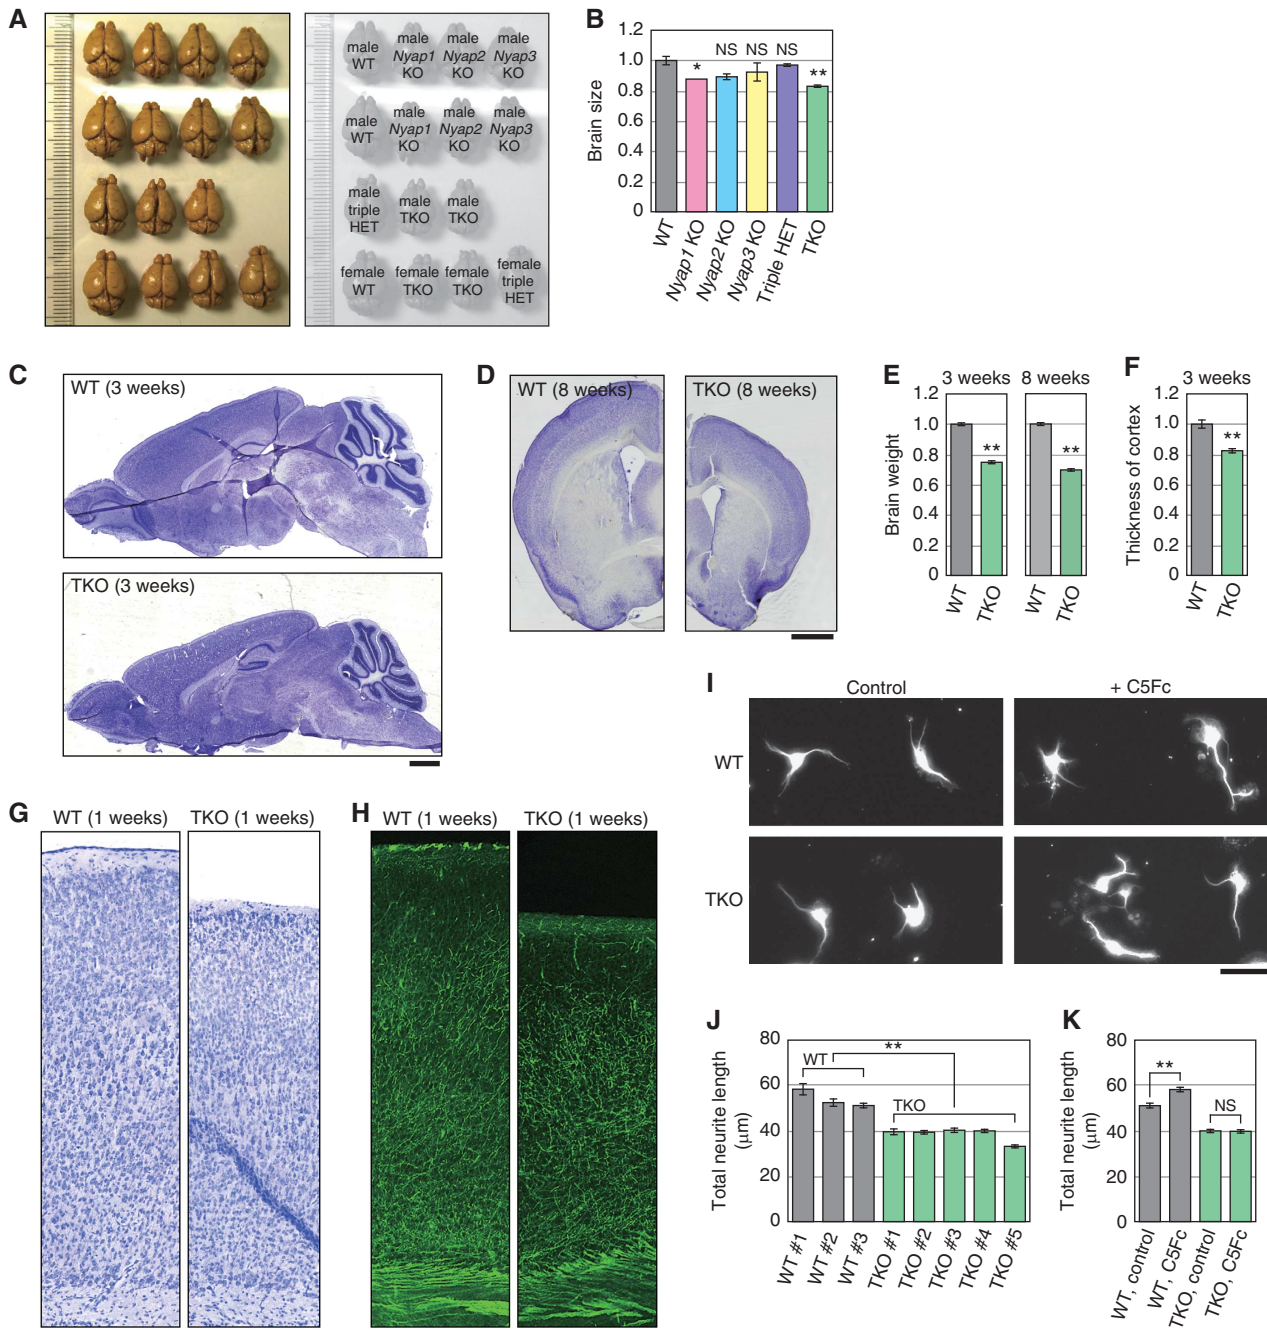 A
male
WT
male
Nyap1
KO
male
Nyap2
KO
male
Nyap3
KO
male
WT
male
Nyap1
KO
male
Nyap2
KO
male
Nyap3
KO
male
triple
HET
male
TKO
male
TKO
female
WT
female
TKO
female
TKO
female
triple
HET
B
Brain size
1.2
1.0
0.8
0.6
0.4
0.2
0
*
NS
NS
NS
**
WT
Nyap1 KO
Nyap2 KO
Nyap3 KO
Triple HET
TKO
C
WT (3 weeks)
TKO (3 weeks)
D
WT (8 weeks)
TKO (8 weeks)
E
3 weeks
8 weeks
Brain weight
1.2
1.0
0.8
0.6
0.4
0.2
0
**
**
WT
TKO
WT
TKO
F
3 weeks
Thickness of cortex
1.2
1.0
0.8
0.6
0.4
0.2
0
**
WT
TKO
G
WT (1 weeks)
TKO (1 weeks)
H
WT (1 weeks)
TKO (1 weeks)
I
Control
+ C5Fc
WT
TKO
J
Total neurite length
(μm)
80
60
40
20
0
WT
**
TKO
WT #1
WT #2
WT #3
TKO #1
TKO #2
TKO #3
TKO #4
TKO #5
K
Total neurite length
(μm)
80
60
40
20
0
**
NS
WT, control
WT, C5Fc
TKO, control
TKO, C5Fc